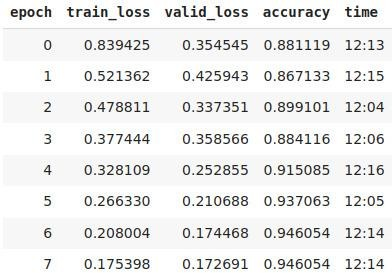 epoch train_loss valid_loss accuracy time
0 0.839425 0.354545 0.881119 12:13
1 0.521362 0.425943 0.867133 12:15
2 0.478811 0.337351 0.899101 12:04
3 0.377444 0.358566 0.884116 12:06
4 0.328109 0.252855 0.915085 12:16
5 0.266330 0.210688 0.937063 12:05
6 0.208004 0.174468 0.946054 12:14
7 0.175398 0.172691 0.946054 12:14